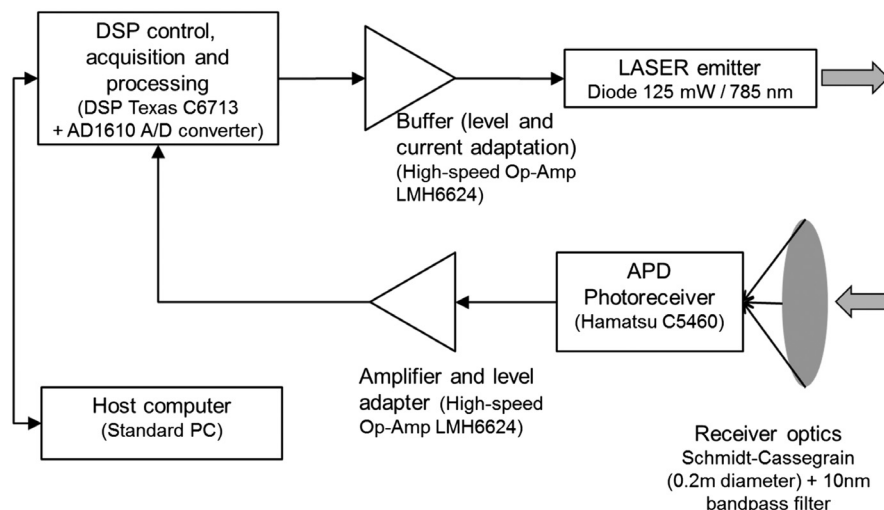 DSP control,
acquisition and
processing
(DSP Texas C6713
+ AD1610 A/D converter)
Buffer (level and
current adaptation)
(High-speed Op-Amp
LMH6624)
LASER emitter
Diode 125 mW / 785 nm
APD
Photoreceiver
(Hamatsu C5460)
Amplifier and level
adapter (High-speed
Op-Amp LMH6624)
Host computer
(Standard PC)
Receiver optics
Schmidt-Cassegrain
(0.2m diameter) + 10nm
bandpass filter